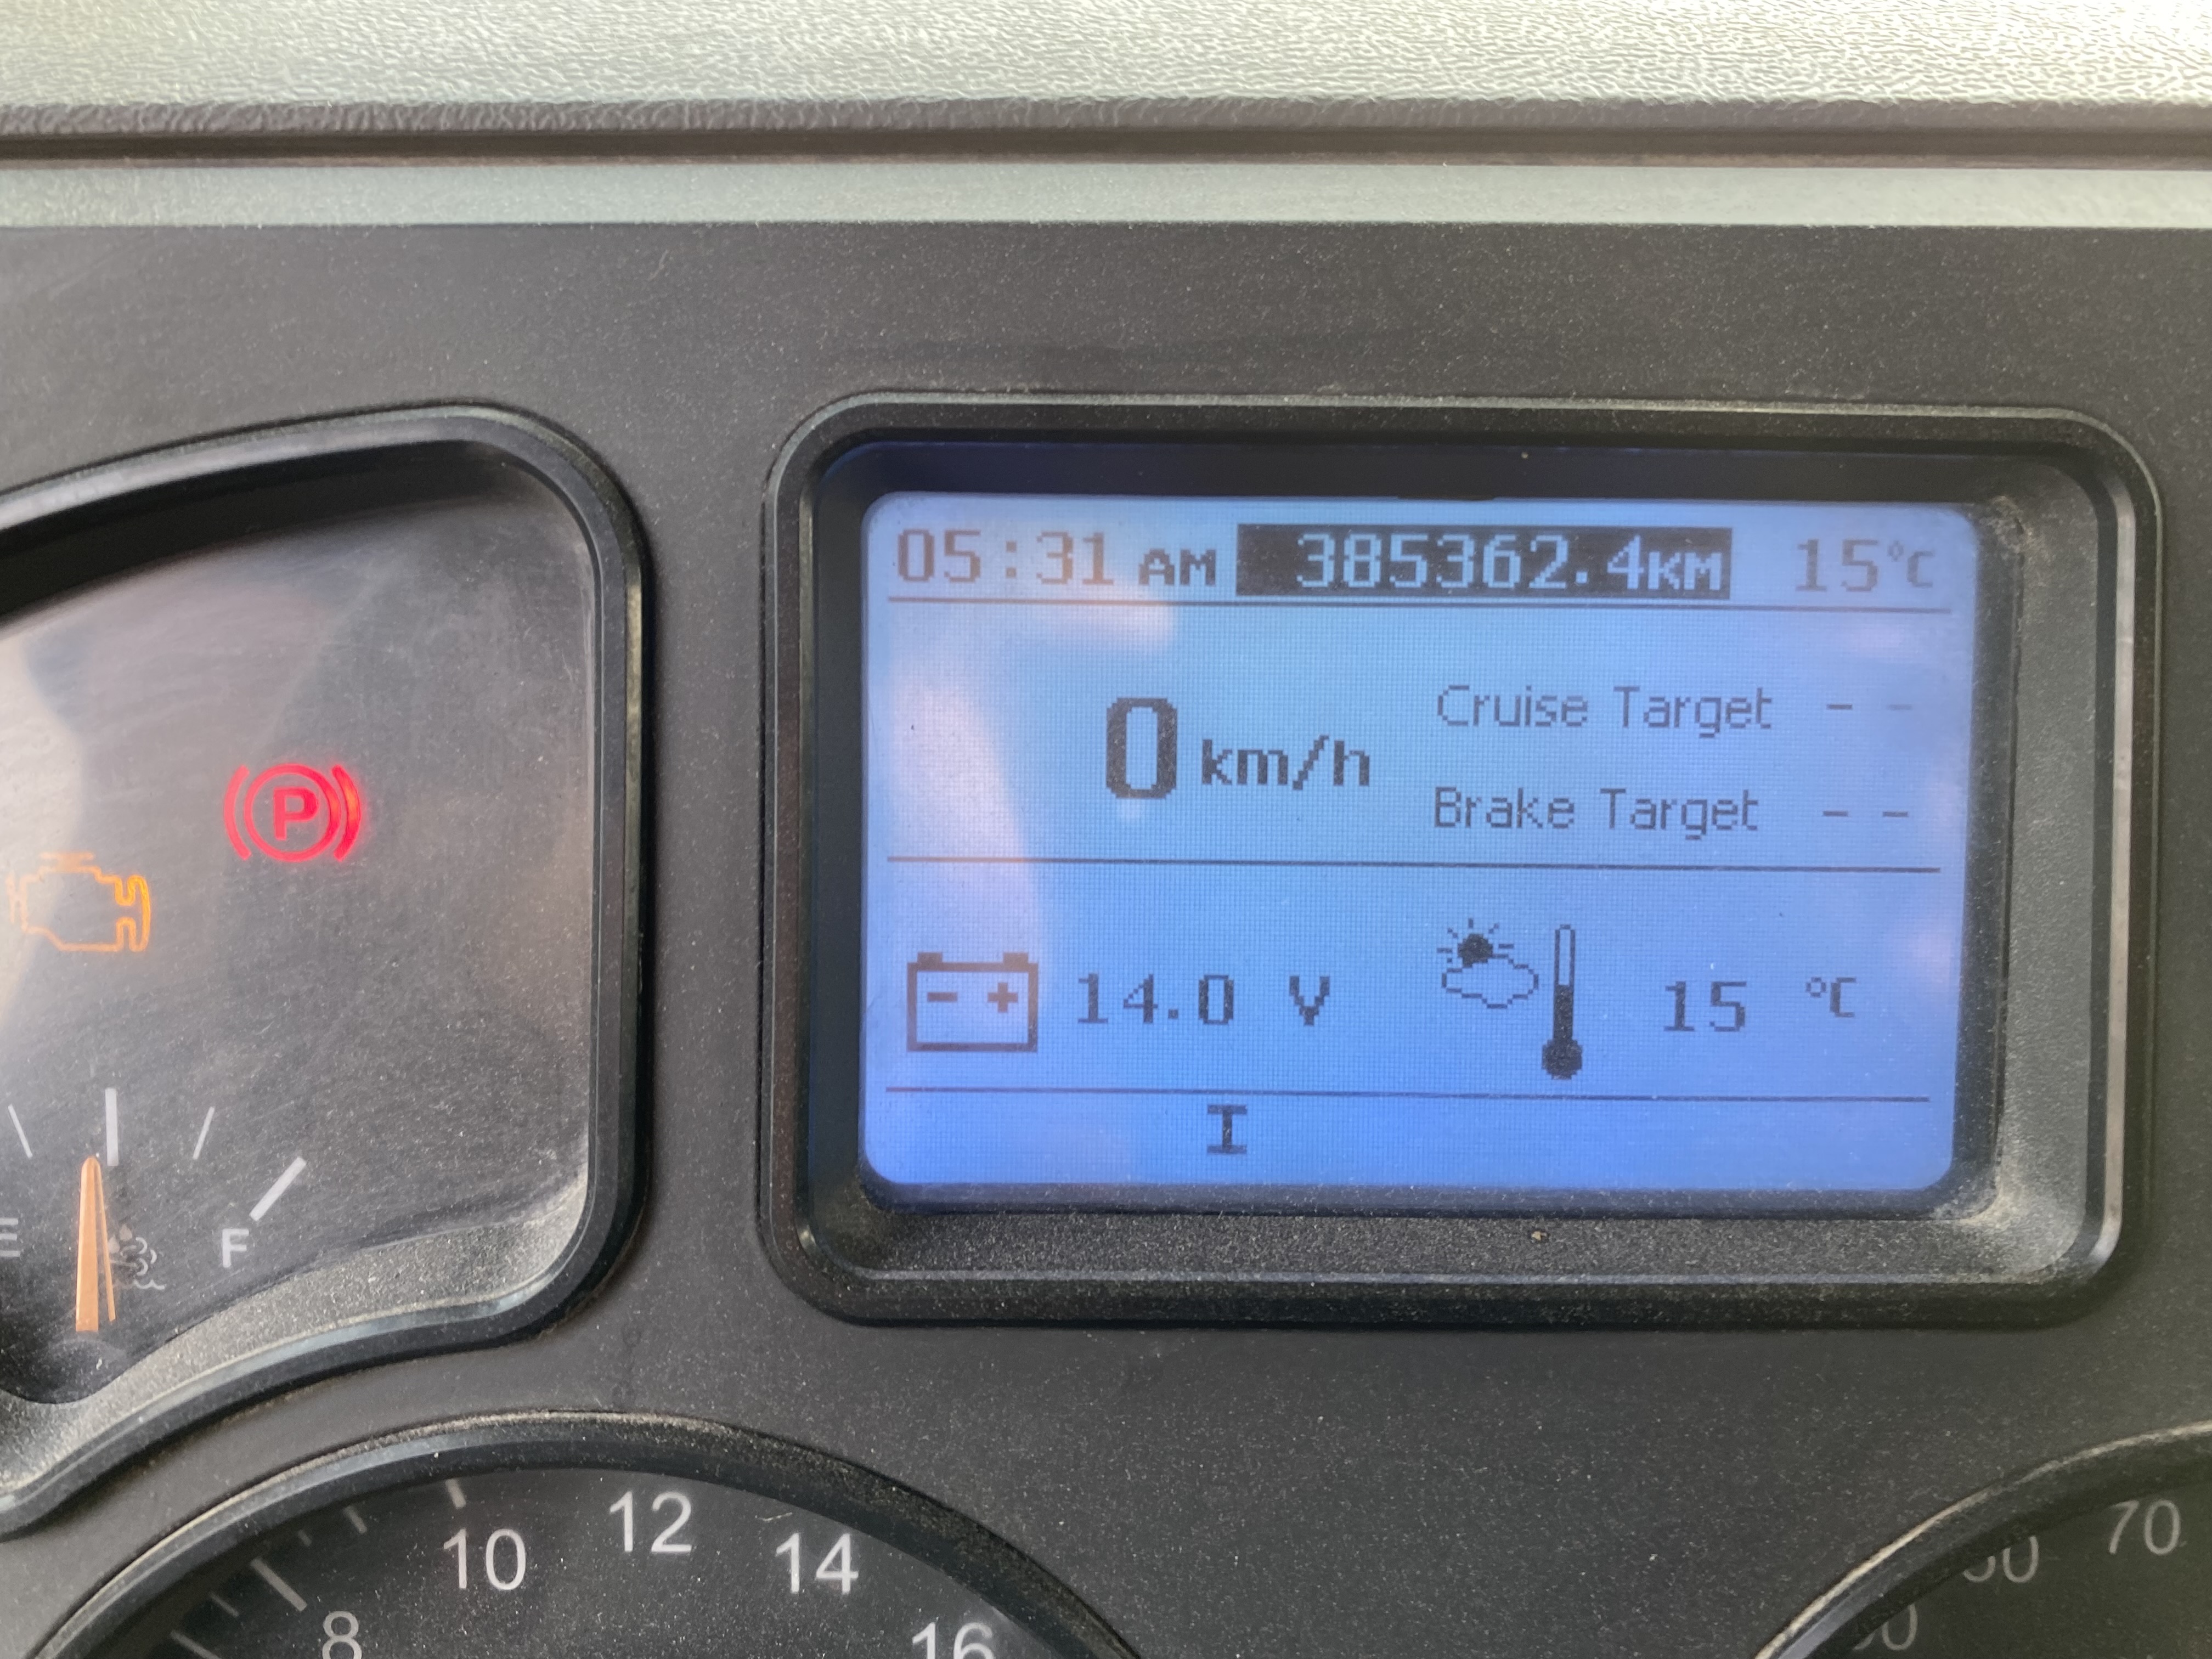 05:31 AM 385362.4KM 15°C
Cruise Target - -
0 km/h
Brake Target - -
P
- + 14.0 V 15 °C
I
E F
10 12 14
8 16
70